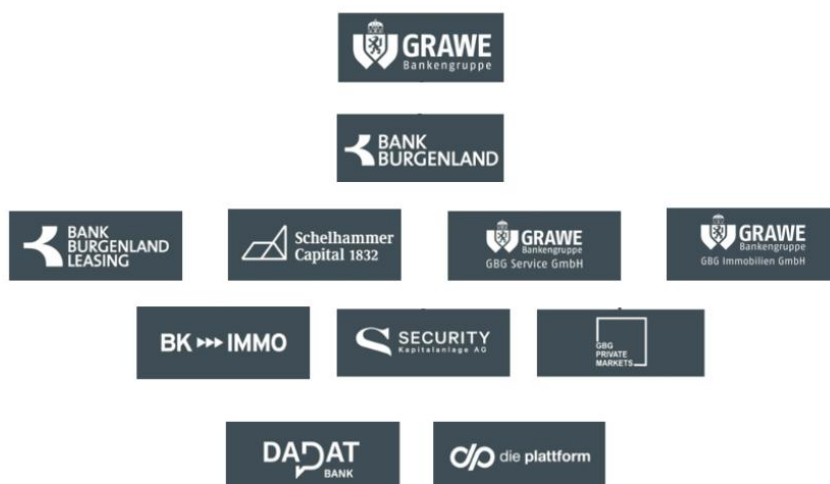 GRAWE
Bankengruppe
BANK
BURGENLAND
BANK
BURGENLAND
LEASING
Schelhammer
Capital 1832
GRAWE
Bankengruppe
GBG Service GmbH
GRAWE
Bankengruppe
GBG Immobilien GmbH
BK IMMO
SECURITY
Kapitalanlage AG
GBG
PRIVATE
MARKETS
DADAT
BANK
dp die plattform